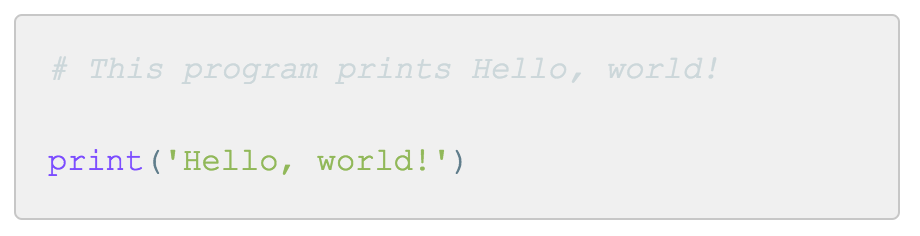 # This program prints Hello, world!
print('Hello, world!')